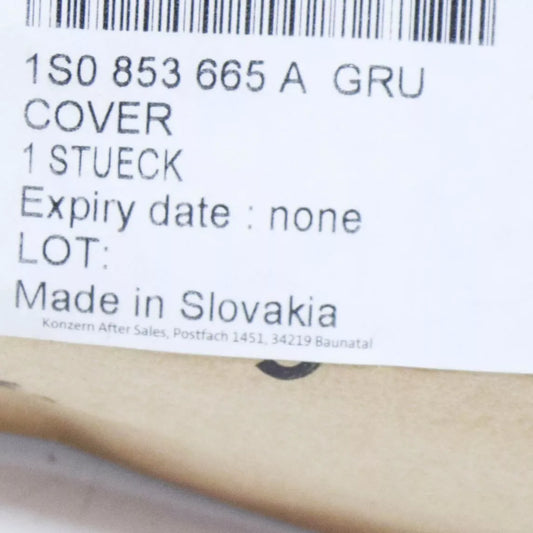 1S0 853 665 A GRU
COVER
1 STUECK
Expiry date : none
LOT:
Made in Slovakia
Konzern After Sales, Postfach 1451, 34219 Baunatal